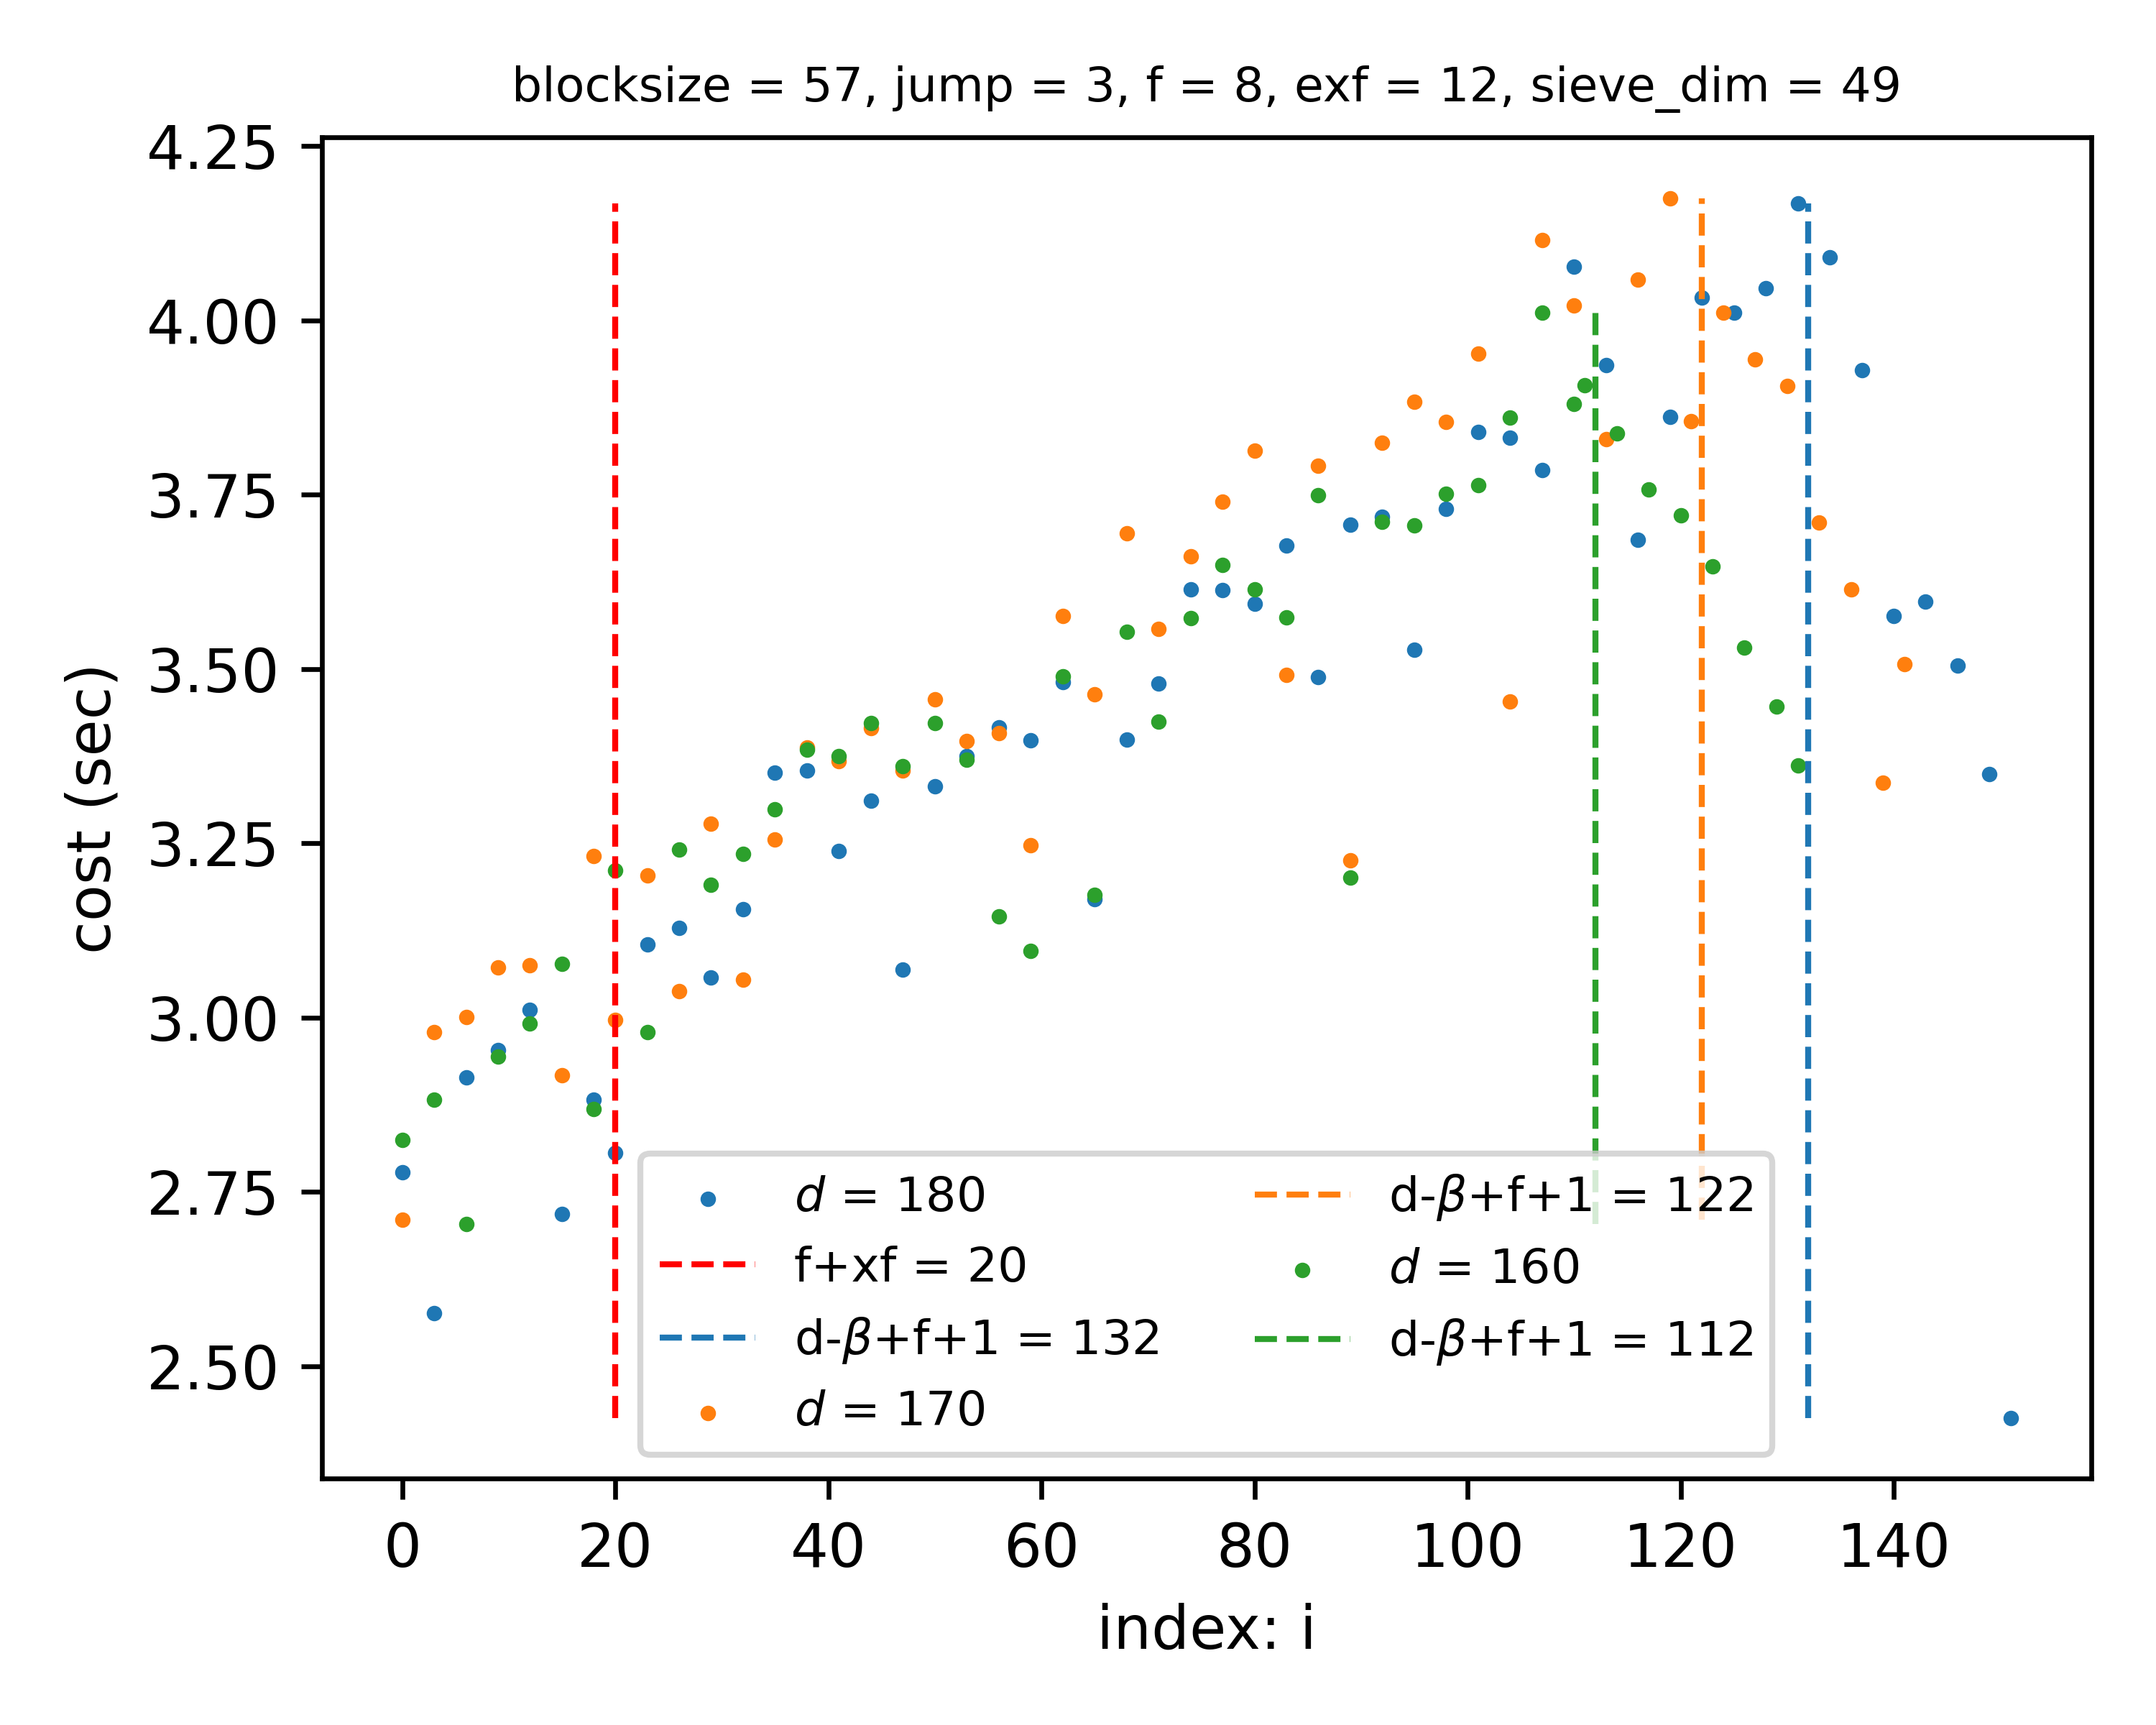 blocksize = 57, jump = 3, f = 8, exf = 12, sieve_dim = 49
4.25
4.00
3.75
3.50
3.25
3.00
2.75
2.50
cost (sec)
d = 180
f+xf = 20
d-β+f+1 = 132
d = 170
d-β+f+1 = 122
d = 160
d-β+f+1 = 112
0 20 40 60 80 100 120 140
index: i